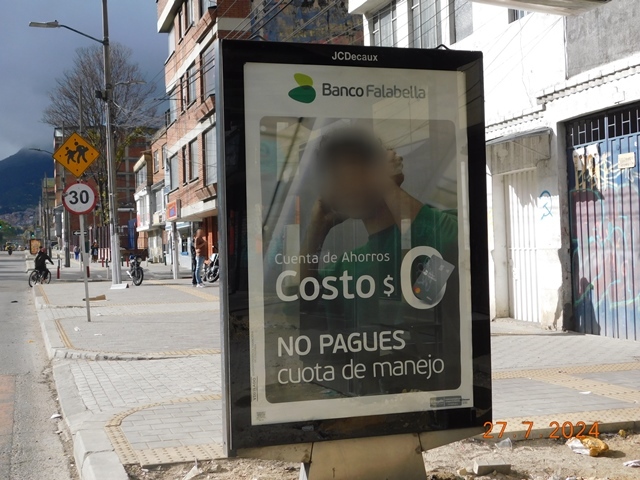 JCDecaux
Banco Falabella
Cuenta de Ahorros
Costo $0
NO PAGUES
cuota de manejo
30
27 7 2024